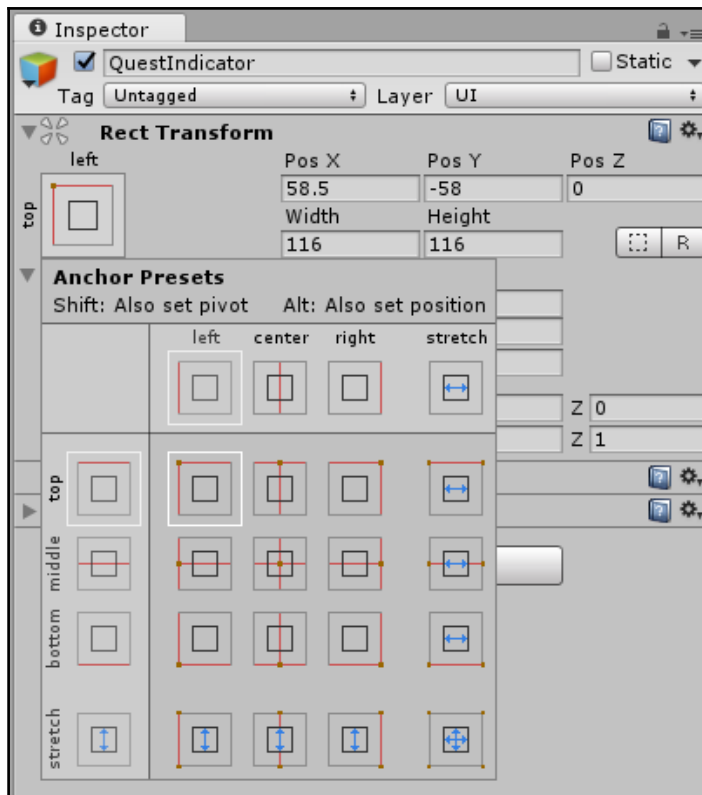 Inspector
QuestIndicator
Static
Tag Untagged Layer UI
Rect Transform
left
Pos X Pos Y Pos Z
top
58.5 -58 0
Width Height
116 116 R
Anchor Presets
Shift: Also set pivot Alt: Also set position
left center right stretch
Z 0
Z 1
top
middle
bottom
stretch